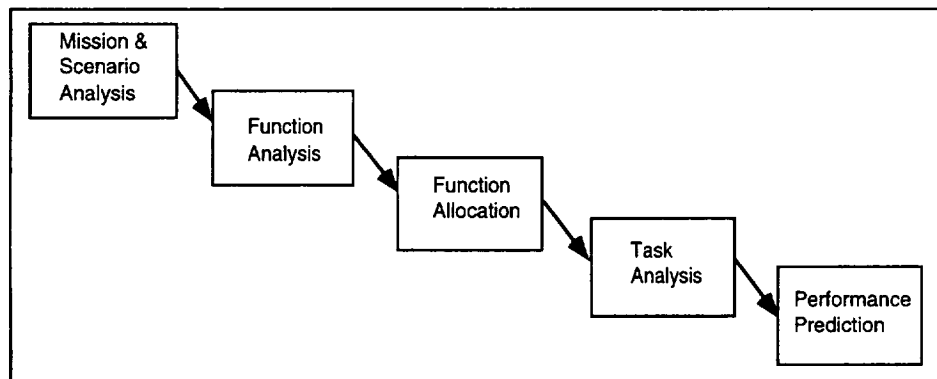 Mission &
Scenario
Analysis
Function
Analysis
Function
Allocation
Task
Analysis
Performance
Prediction